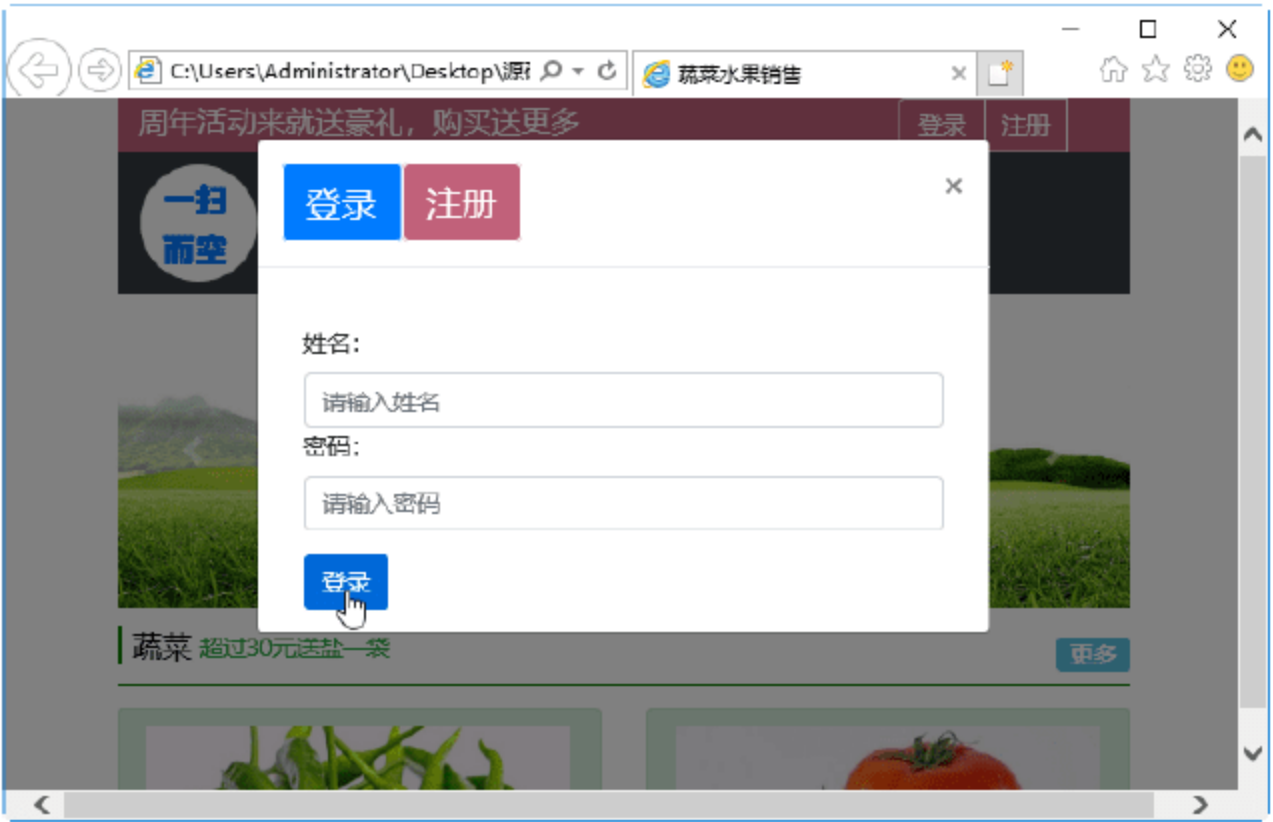 C:\Users\Administrator\Desktop\源
蔬菜水果销售
周年活动来就送豪礼，购买送更多
登录
注册
一扫
而空
登录
注册
×
姓名：
请输入姓名
密码：
请输入密码
登录
蔬菜 超过30元送盐一袋
更多